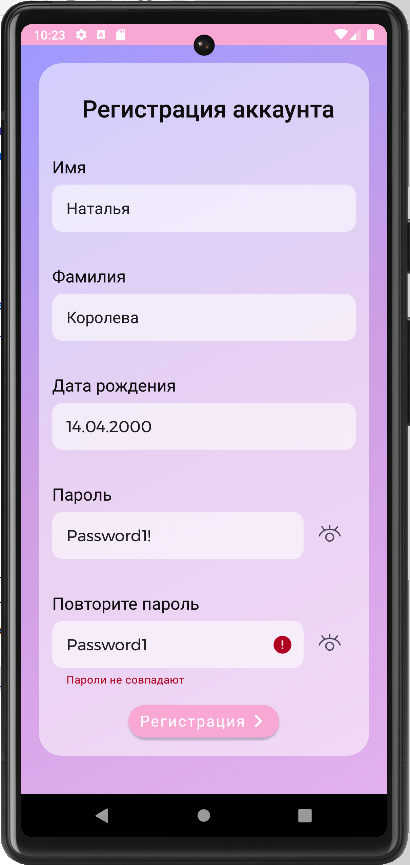 10:23
Регистрация аккаунта
Имя
Наталья
Фамилия
Королева
Дата рождения
14.04.2000
Пароль
Password1!
Повторите пароль
Password1
Пароли не совпадают
Регистрация